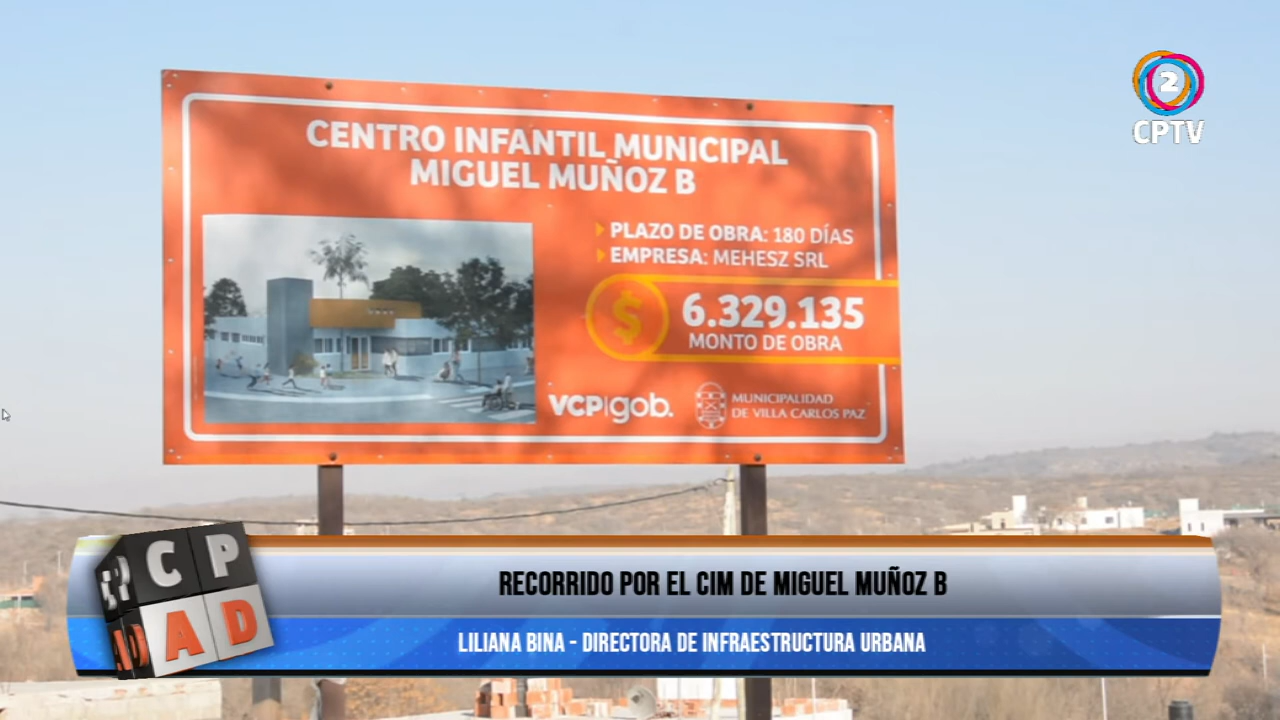 2
CPTV
CENTRO INFANTIL MUNICIPAL
MIGUEL MUÑOZ B
PLAZO DE OBRA: 180 DÍAS
EMPRESA: MEHESZ SRL
$ 6.329.135
MONTO DE OBRA
VCP|gob.
MUNICIPALIDAD
DE VILLA CARLOS PAZ
CP
AD
RECORRIDO POR EL CIM DE MIGUEL MUÑOZ B
LILIANA BINA - DIRECTORA DE INFRAESTRUCTURA URBANA